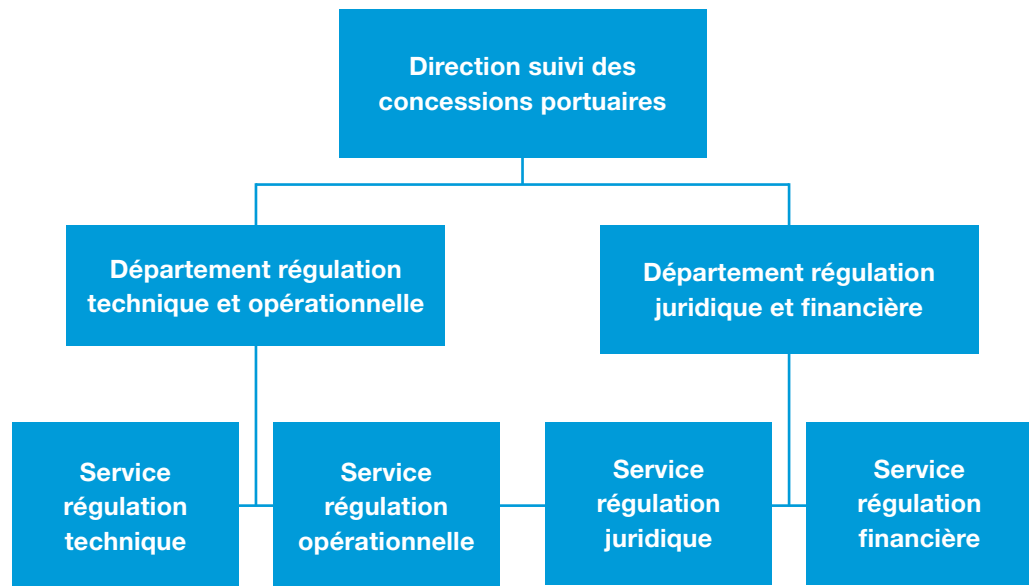 Direction suivi des
concessions portuaires
Département régulation
technique et opérationnelle
Département régulation
juridique et financière
Service
régulation
technique
Service
régulation
opérationnelle
Service
régulation
juridique
Service
régulation
financière